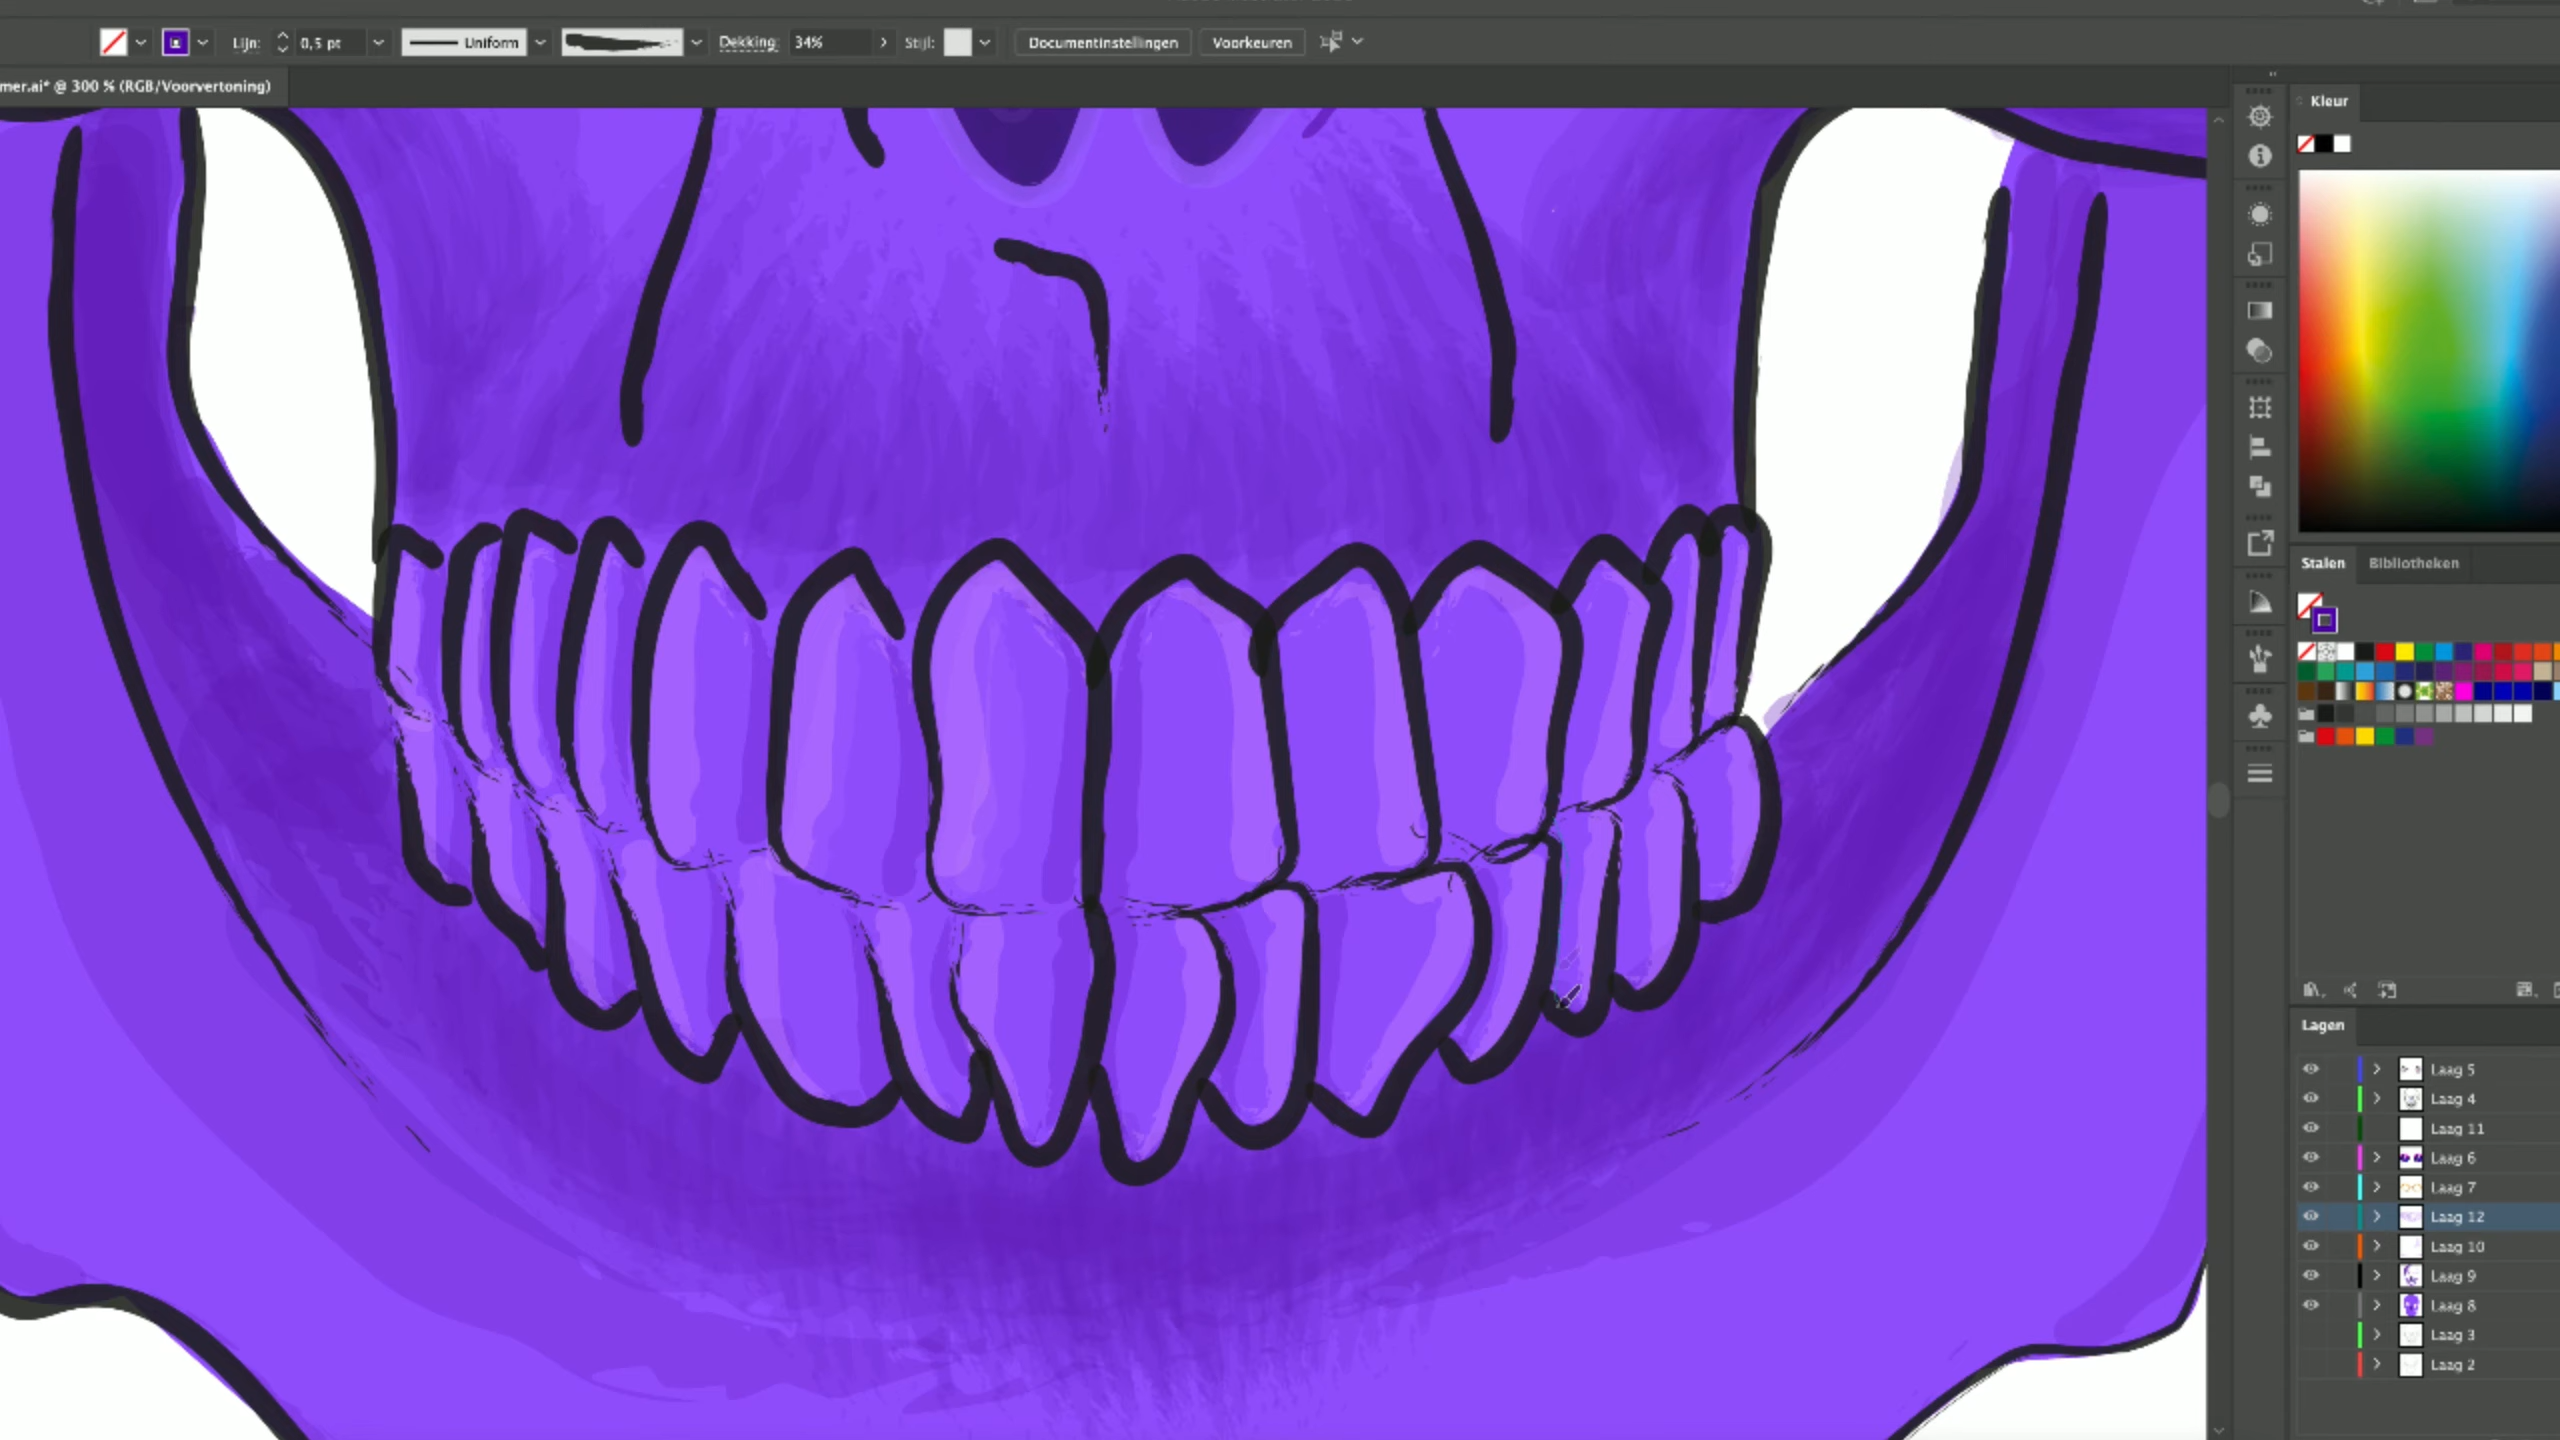 Lijn: 0,5 pt Uniform Dekking: 34% Stijl: Documentinstellingen Voorkeuren
mer.ai* @ 300 % (RGB/Voorvertoning)
Kleur
Stalen Bibliotheken
Lagen
Laag 5
Laag 4
Laag 11
Laag 6
Laag 7
Laag 12
Laag 10
Laag 9
Laag 8
Laag 3
Laag 2